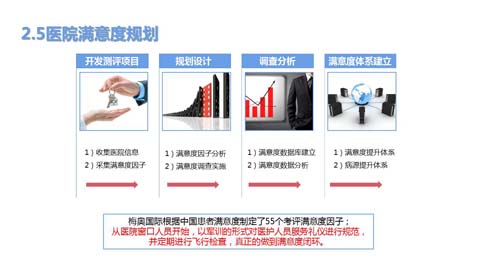 2.5医院满意度规划
开发测评项目
规划设计
调查分析
满意度体系建立
1）收集医院信息
2）采集满意度因子
1）满意度因子分析
2）满意度调查实施
1）满意度数据库建立
2）满意度数据分析
1）满意度提升体系
2）病源提升体系
梅奥国际根据中国患者满意度制定了55个考评满意度因子；
从医院窗口人员开始，以军训的形式对医护人员服务礼仪进行规范，
并定期进行飞行检查，真正的做到满意度闭环。